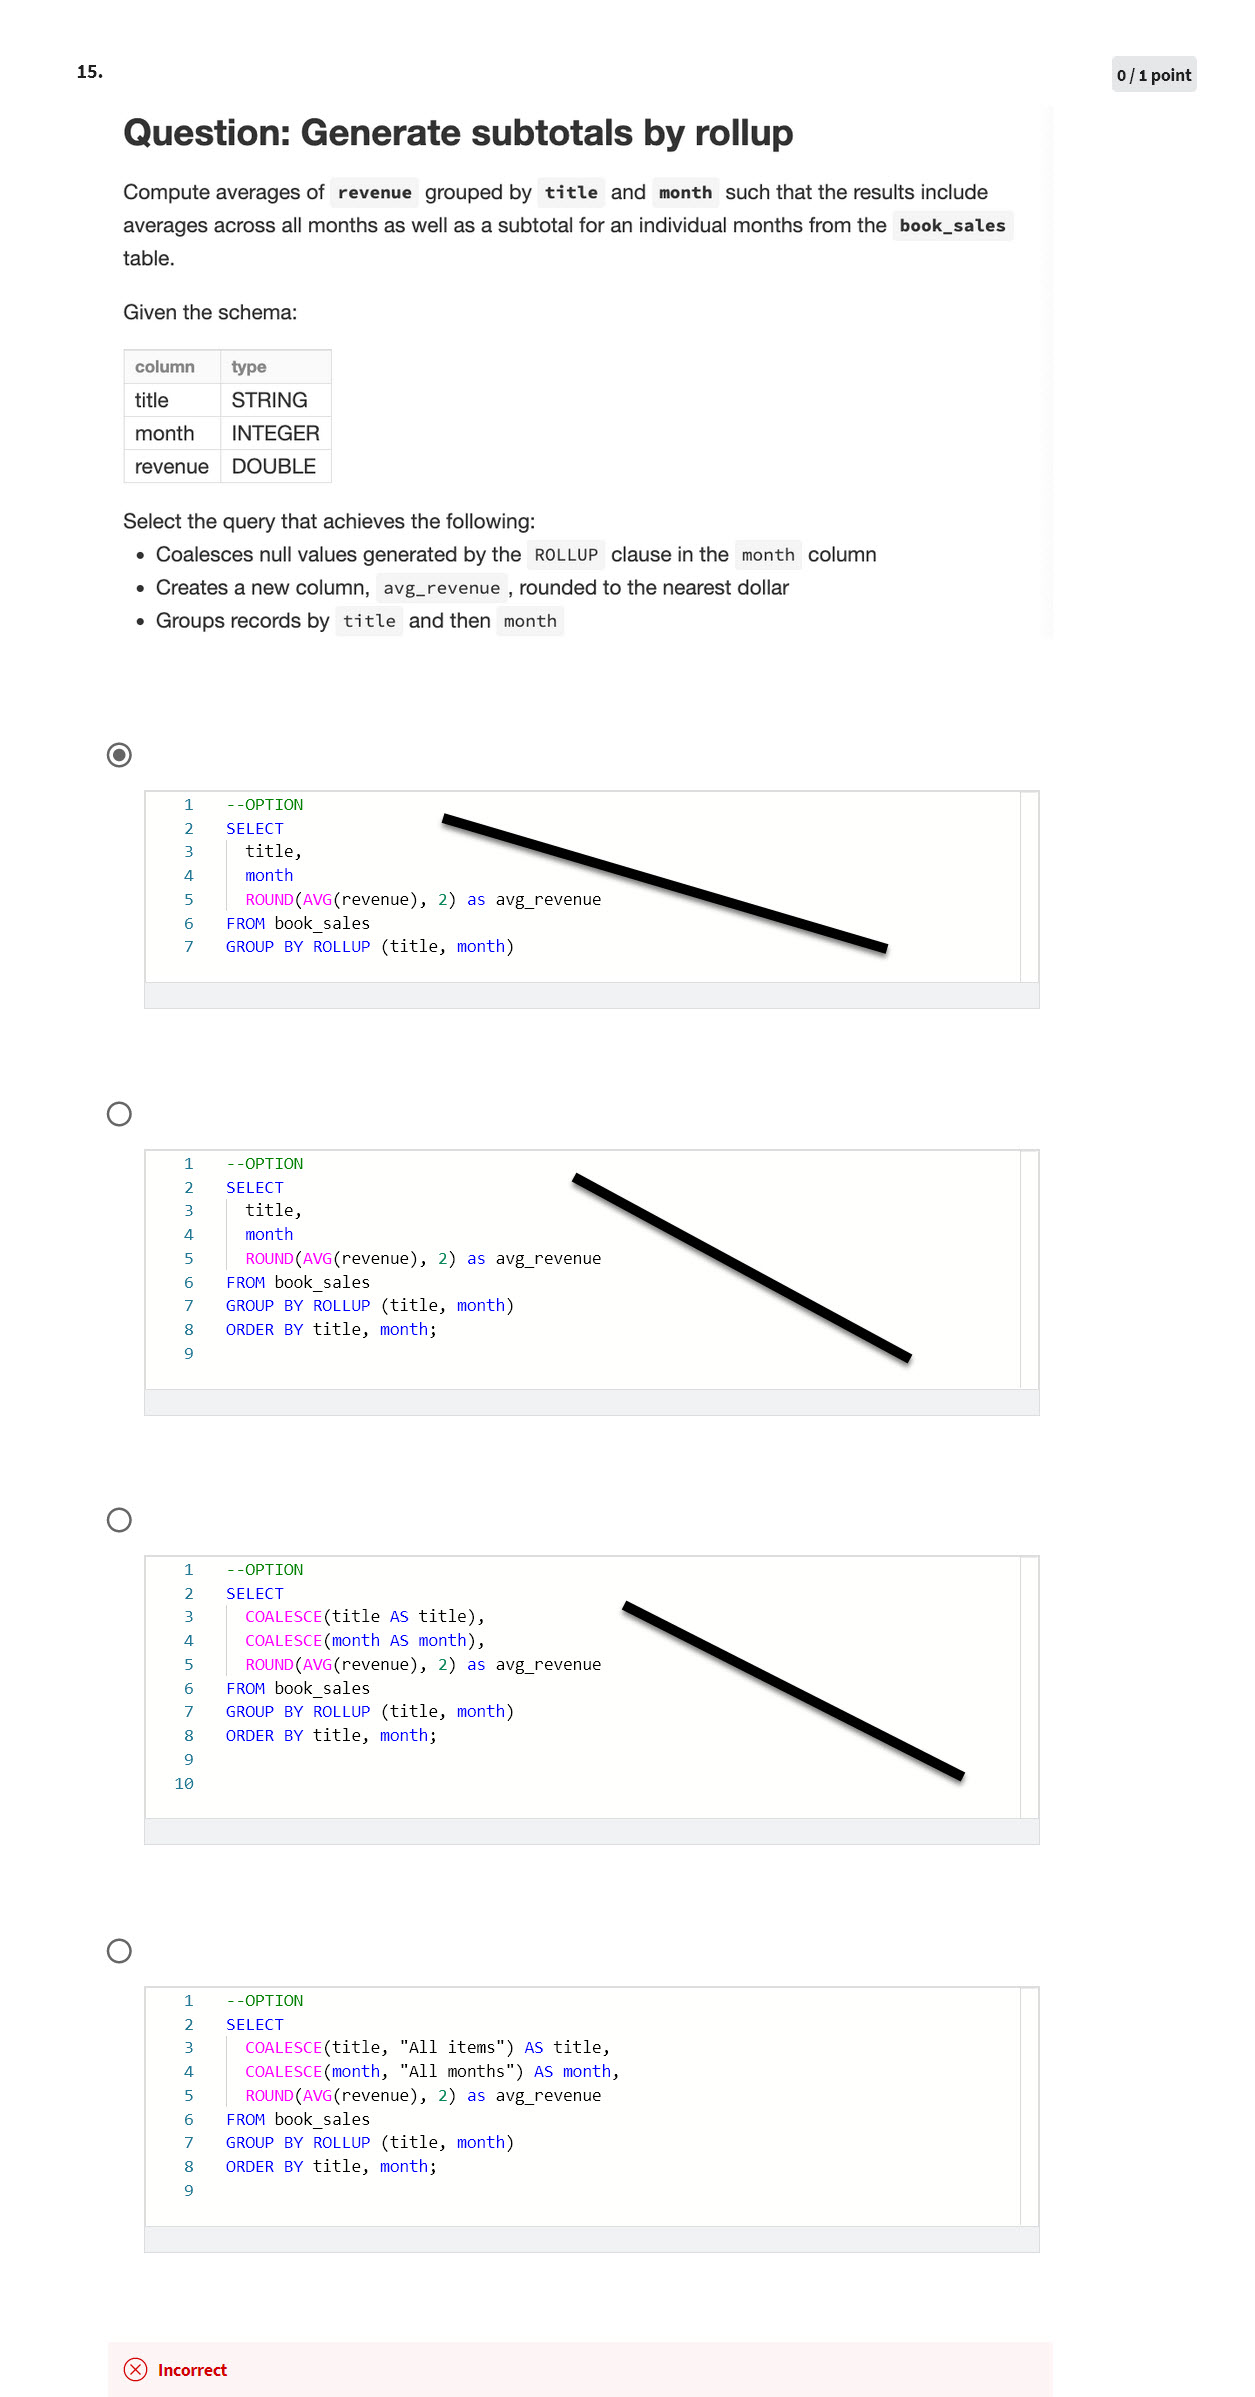 15.
0 / 1 point
Question: Generate subtotals by rollup
Compute averages of revenue grouped by title and month such that the results include
averages across all months as well as a subtotal for an individual months from the book_sales
table.
Given the schema:
column type
title STRING
month INTEGER
revenue DOUBLE
Select the query that achieves the following:
• Coalesces null values generated by the ROLLUP clause in the month column
• Creates a new column, avg_revenue , rounded to the nearest dollar
• Groups records by title and then month
1 --OPTION
2 SELECT
3 title,
4 month
5 ROUND(AVG(revenue), 2) as avg_revenue
6 FROM book_sales
7 GROUP BY ROLLUP (title, month)
1 --OPTION
2 SELECT
3 title,
4 month
5 ROUND(AVG(revenue), 2) as avg_revenue
6 FROM book_sales
7 GROUP BY ROLLUP (title, month)
8 ORDER BY title, month;
9
1 --OPTION
2 SELECT
3 COALESCE(title AS title),
4 COALESCE(month AS month),
5 ROUND(AVG(revenue), 2) as avg_revenue
6 FROM book_sales
7 GROUP BY ROLLUP (title, month)
8 ORDER BY title, month;
9
10
1 --OPTION
2 SELECT
3 COALESCE(title, "All items") AS title,
4 COALESCE(month, "All months") AS month,
5 ROUND(AVG(revenue), 2) as avg_revenue
6 FROM book_sales
7 GROUP BY ROLLUP (title, month)
8 ORDER BY title, month;
9
Incorrect